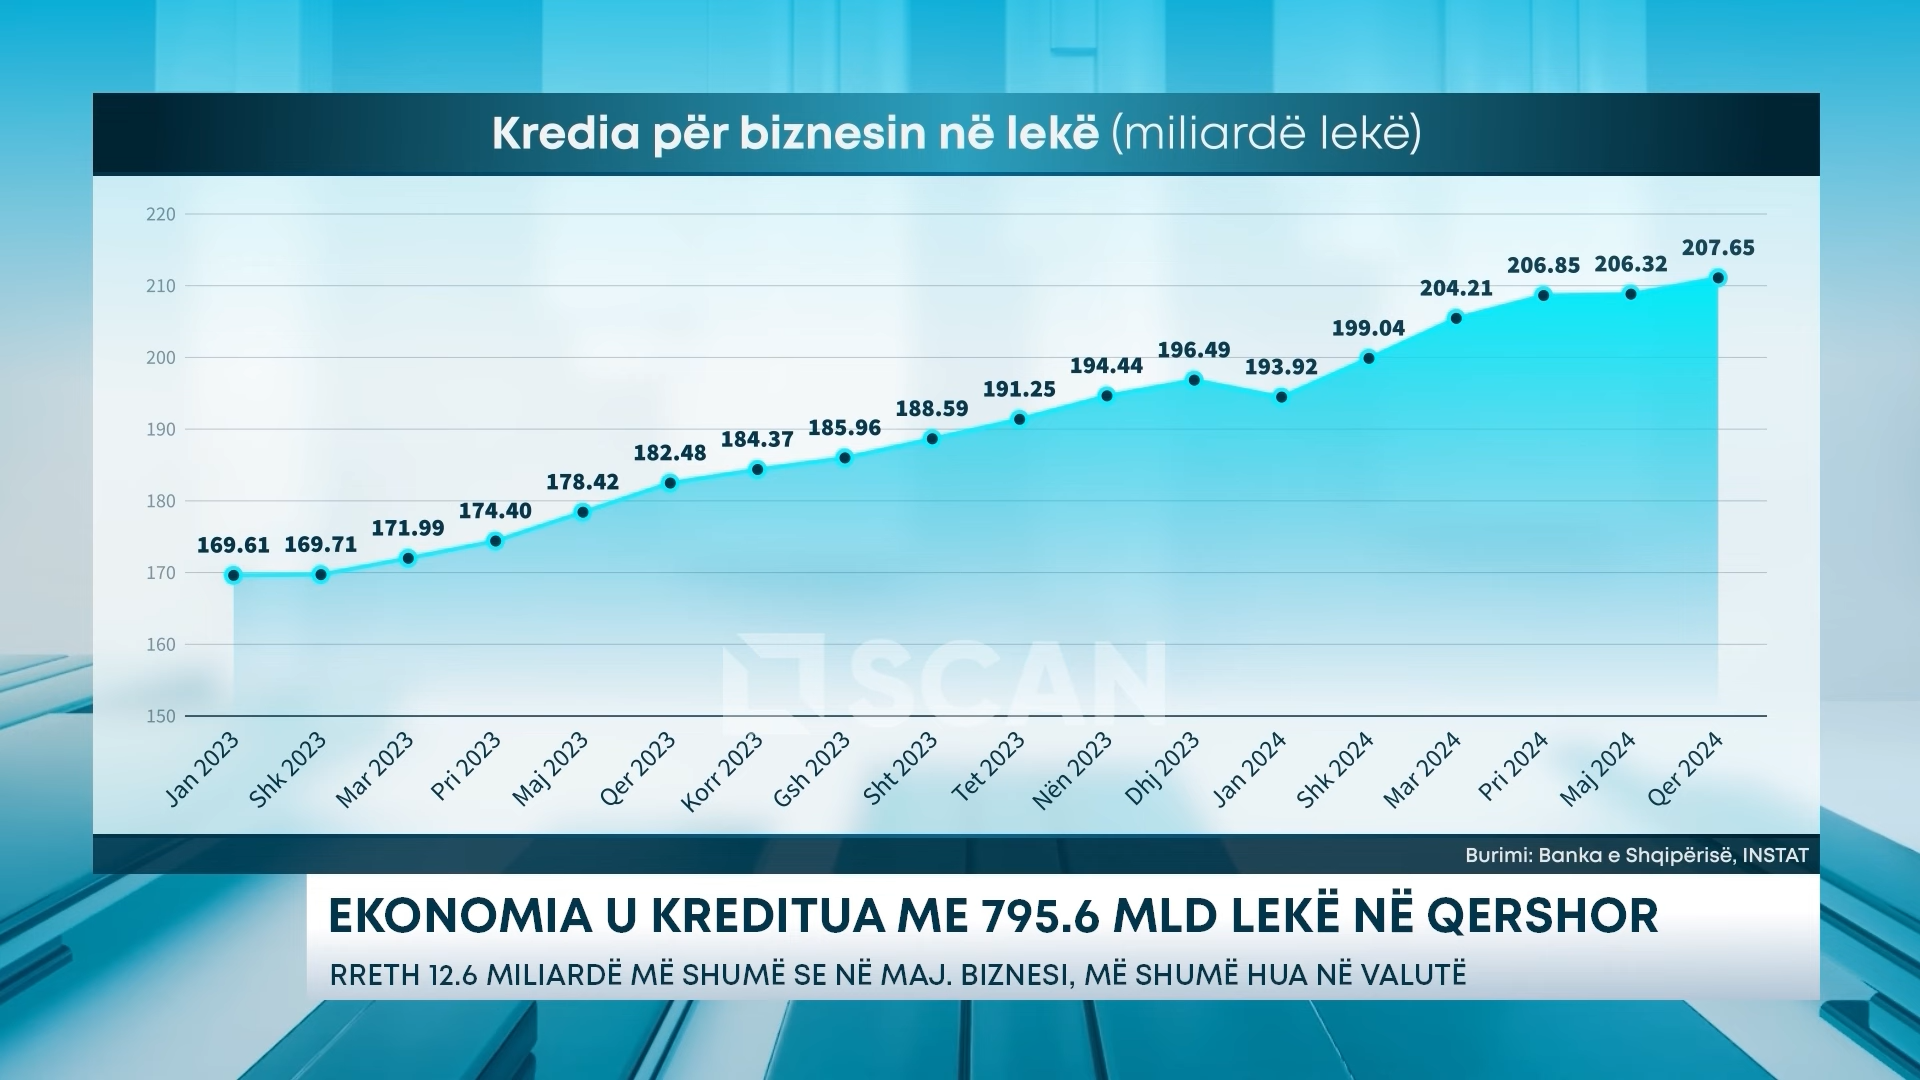 Kredia për biznesin në lekë (miliardë lekë)
220
210
200
190
180
170
160
150
169.61 169.71 171.99 174.40 178.42 182.48 184.37 185.96 188.59 191.25 194.44 196.49 193.92 199.04 204.21 206.85 206.32 207.65
SCAN
Jan 2023 Shk 2023 Mar 2023 Pri 2023 Maj 2023 Qer 2023 Korr 2023 Gsh 2023 Sht 2023 Tet 2023 Nën 2023 Dhj 2023 Jan 2024 Shk 2024 Mar 2024 Pri 2024 Maj 2024 Qer 2024
Burimi: Banka e Shqipërisë, INSTAT
EKONOMIA U KREDITUA ME 795.6 MLD LEKË NË QERSHOR
RRETH 12.6 MILIARDË MË SHUMË SE NË MAJ. BIZNESI, MË SHUMË HUA NË VALUTË